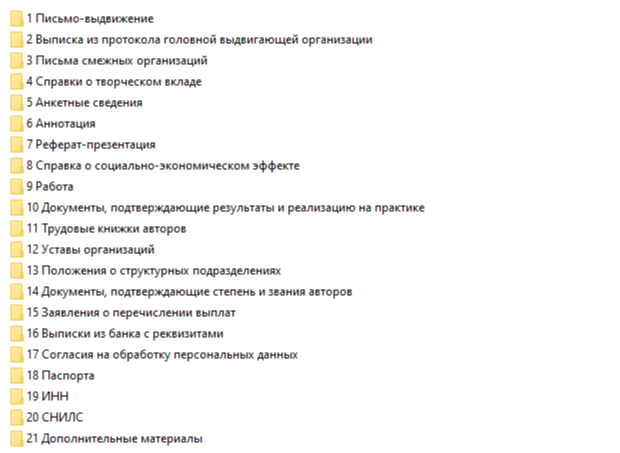 1 Письмо-выдвижение
2 Выписка из протокола головной выдвигающей организации
3 Письма смежных организаций
4 Справки о творческом вкладе
5 Анкетные сведения
6 Аннотация
7 Реферат-презентация
8 Справка о социально-экономическом эффекте
9 Работа
10 Документы, подтверждающие результаты и реализацию на практике
11 Трудовые книжки авторов
12 Уставы организаций
13 Положения о структурных подразделениях
14 Документы, подтверждающие степень и звания авторов
15 Заявления о перечислении выплат
16 Выписки из банка с реквизитами
17 Согласия на обработку персональных данных
18 Паспорта
19 ИНН
20 СНИЛС
21 Дополнительные материалы